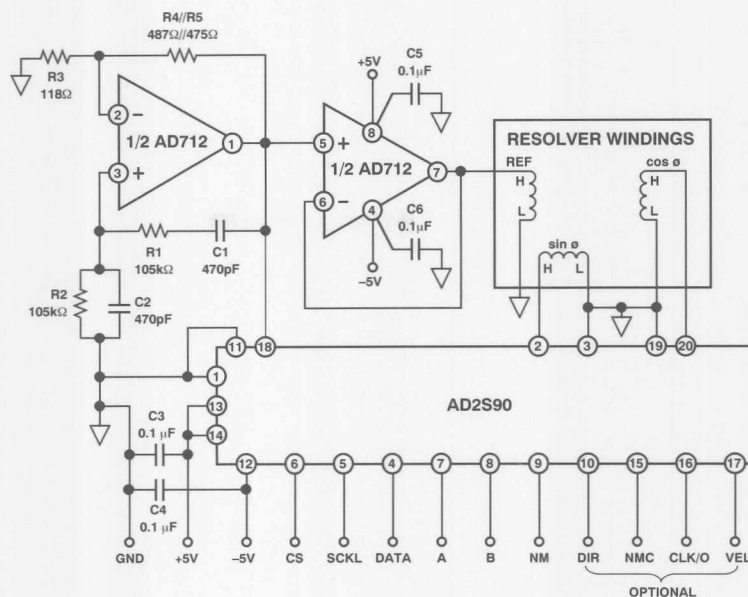 R4//R5
487Ω//475Ω
R3
118Ω
2
−
1/2 AD712
1
3
+
R1
105kΩ
C1
470pF
R2
105kΩ
C2
470pF
C5
0.1µF
+5V
8
5
+
1/2 AD712
7
6
−
4
C6
0.1µF
−5V
RESOLVER WINDINGS
REF
H
L
cos ø
H
L
sin ø
H
L
11
18
2
3
19
20
1
13
14
AD2S90
C3
0.1 µF
C4
0.1 µF
12
6
5
4
7
8
9
10
15
16
17
GND
+5V
−5V
CS
SCKL
DATA
A
B
NM
DIR
NMC
CLK/O
VEL
OPTIONAL